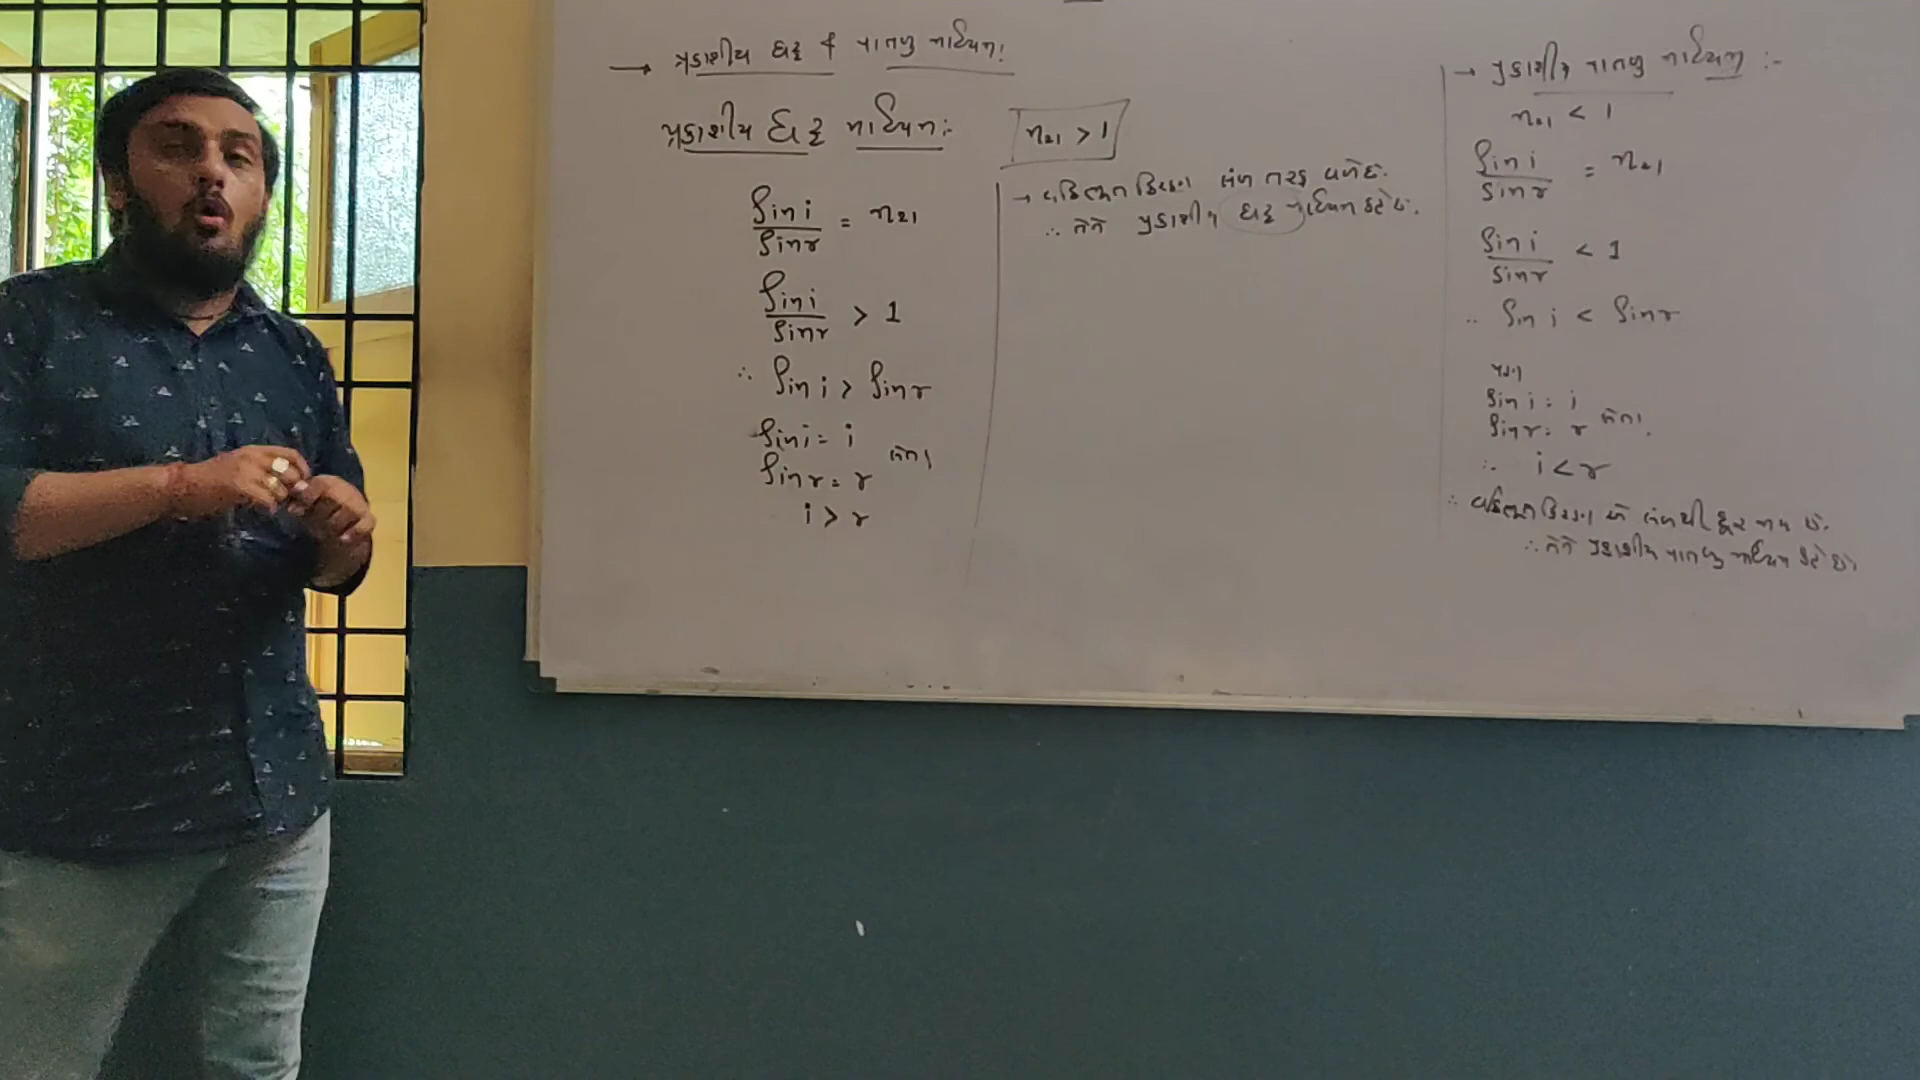 → પ્રકાશીય ઘટ્ટ કે પાતળુ માધ્યમ:
પ્રકાશીય ઘટ્ટ માધ્યમ:-
n₂₁ > 1
sin i / sin r = n₂₁
sin i / sin r > 1
∴ sin i > sin r
sin i = i
sin r = r લેતા
i > r
→ વક્રિભૂત કિરણ લંબ તરફ વળે છે.
∴ તેને પ્રકાશીય ઘટ્ટ માધ્યમ કહે છે.
→ પ્રકાશીય પાતળુ માધ્યમ :-
n₂₁ < 1
sin i / sin r = n₂₁
sin i / sin r < 1
∴ sin i < sin r
sin i = i
sin r = r લેતા.
∴ i < r
∴ વક્રિભૂત કિરણ એ લંબથી દૂર જાય છે.
∴ તેને પ્રકાશીય પાતળુ માધ્યમ કહે છે.